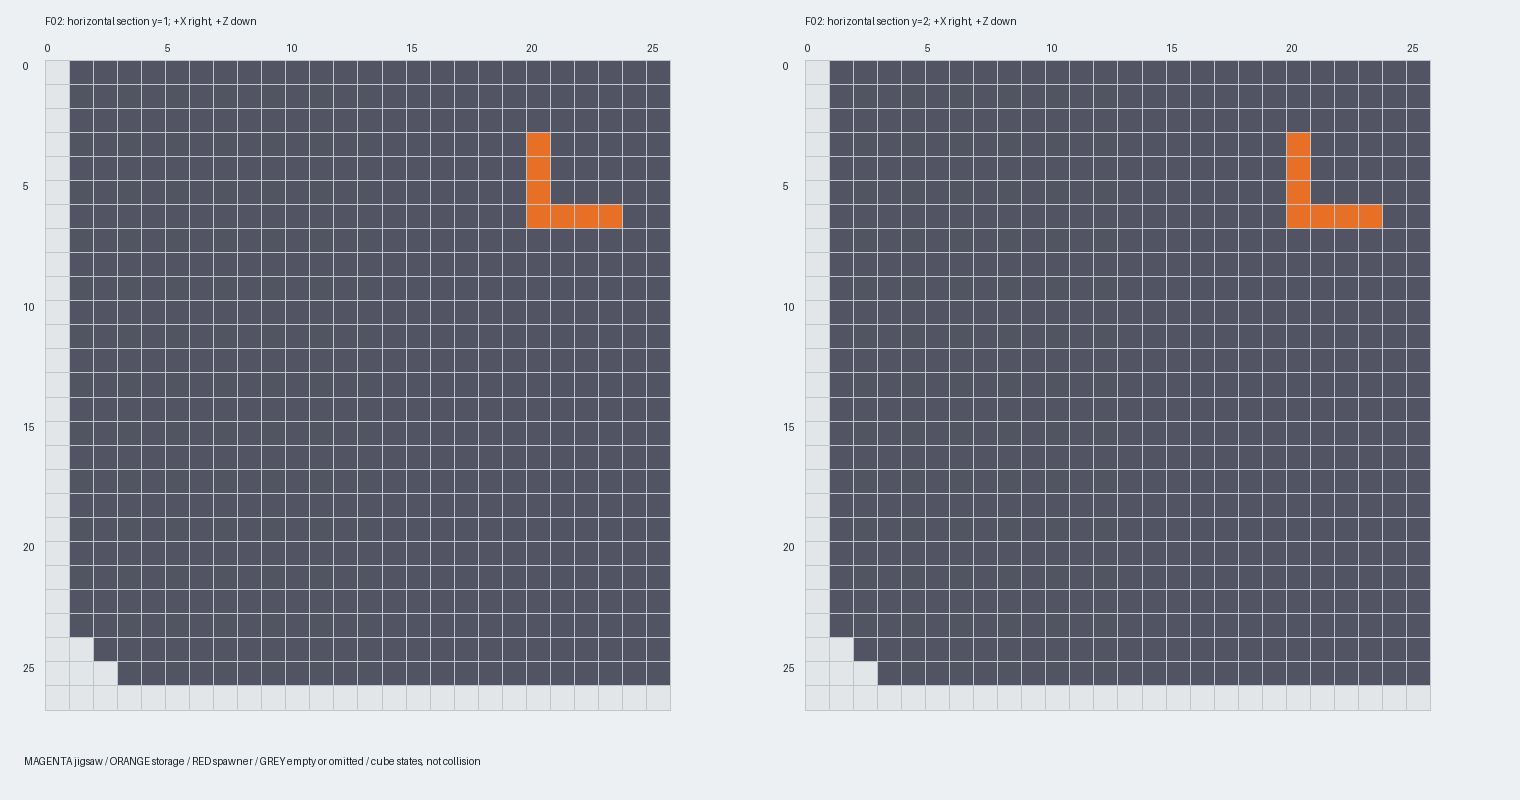 F02: horizontal section y=1; +X right, +Z down
0 5 10 15 20 25
0
5
10
15
20
25
F02: horizontal section y=2; +X right, +Z down
0 5 10 15 20 25
0
5
10
15
20
25
MAGENTA jigsaw / ORANGE storage / RED spawner / GREY empty or omitted / cube states, not collision